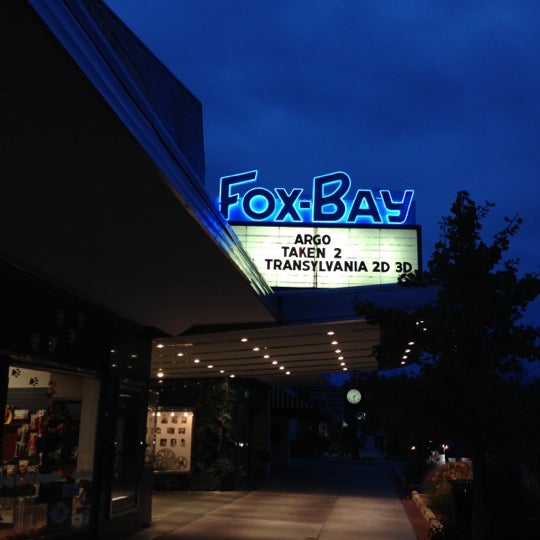 FOX-BAY
ARGO
TAKEN 2
TRANSYLVANIA 2D 3D